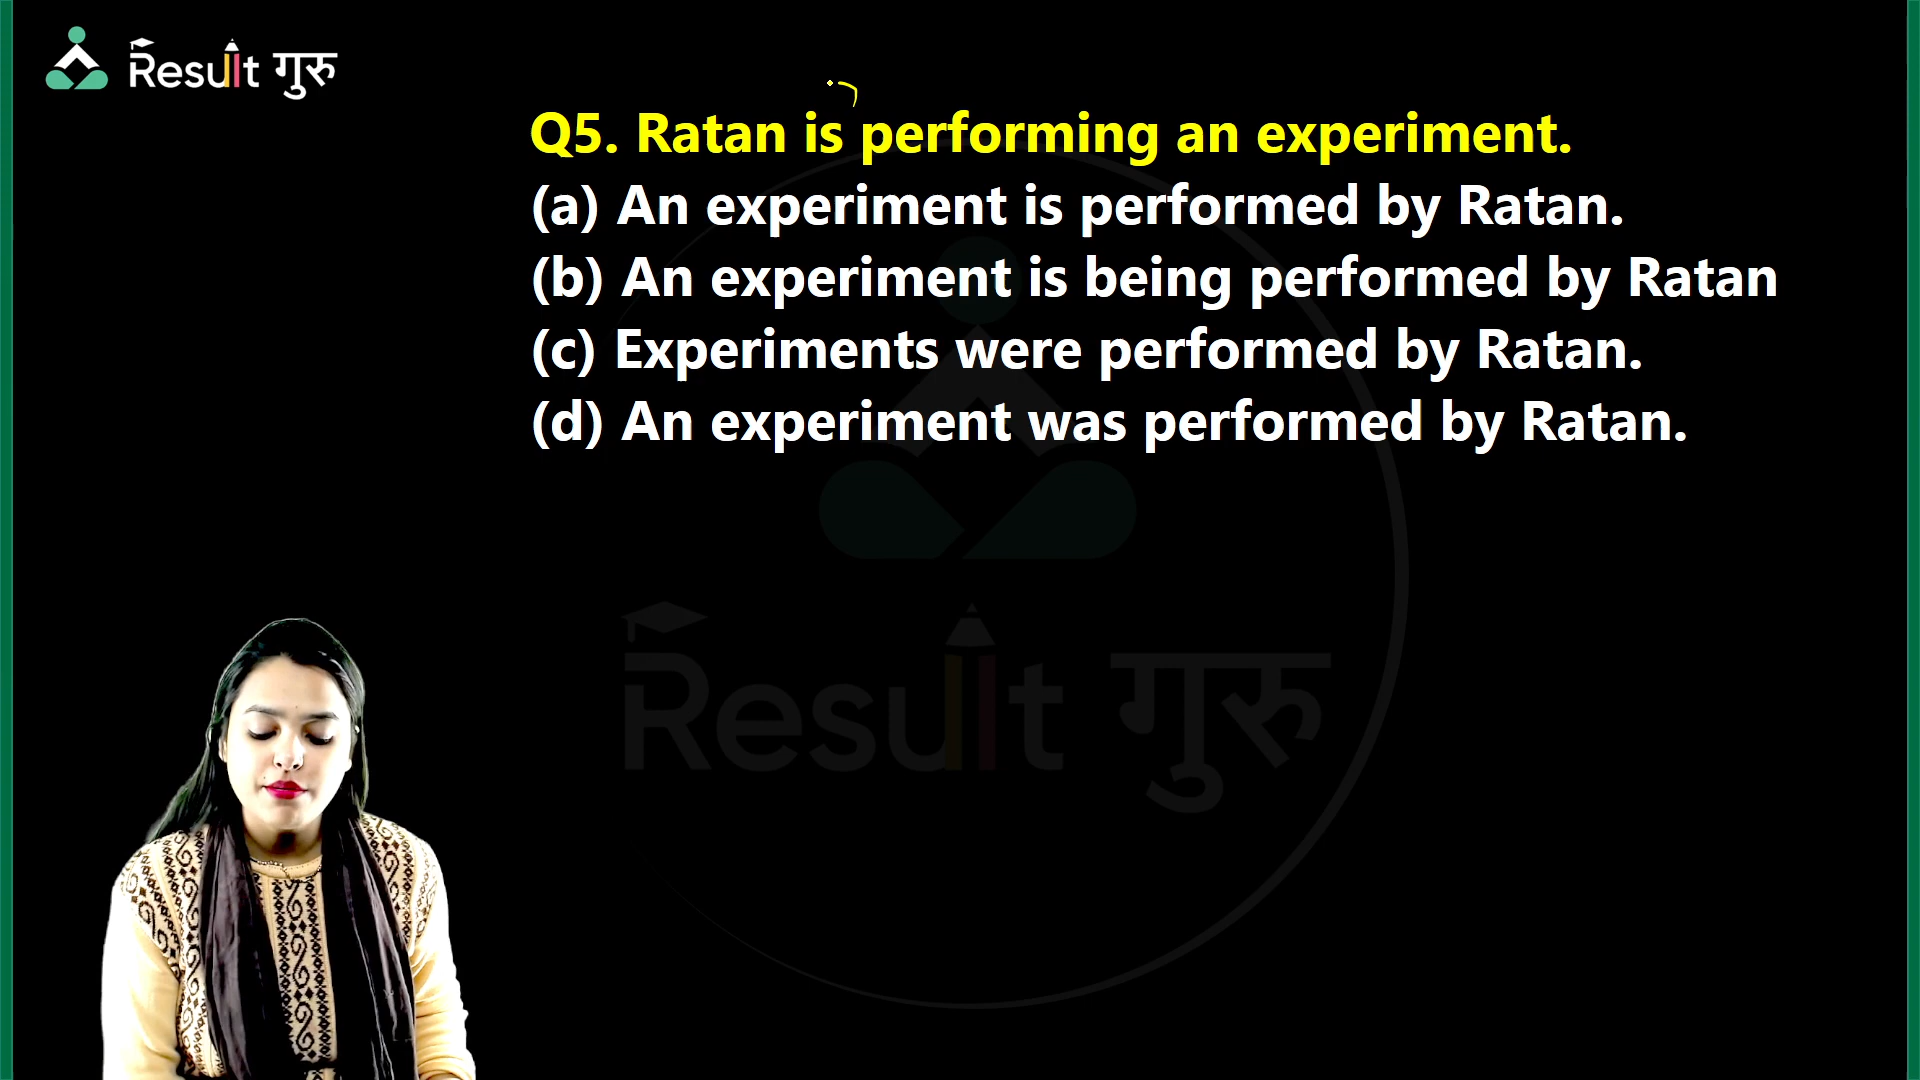 Result गुरु
Q5. Ratan is performing an experiment.
(a) An experiment is performed by Ratan.
(b) An experiment is being performed by Ratan
(c) Experiments were performed by Ratan.
(d) An experiment was performed by Ratan.
Result गुरु